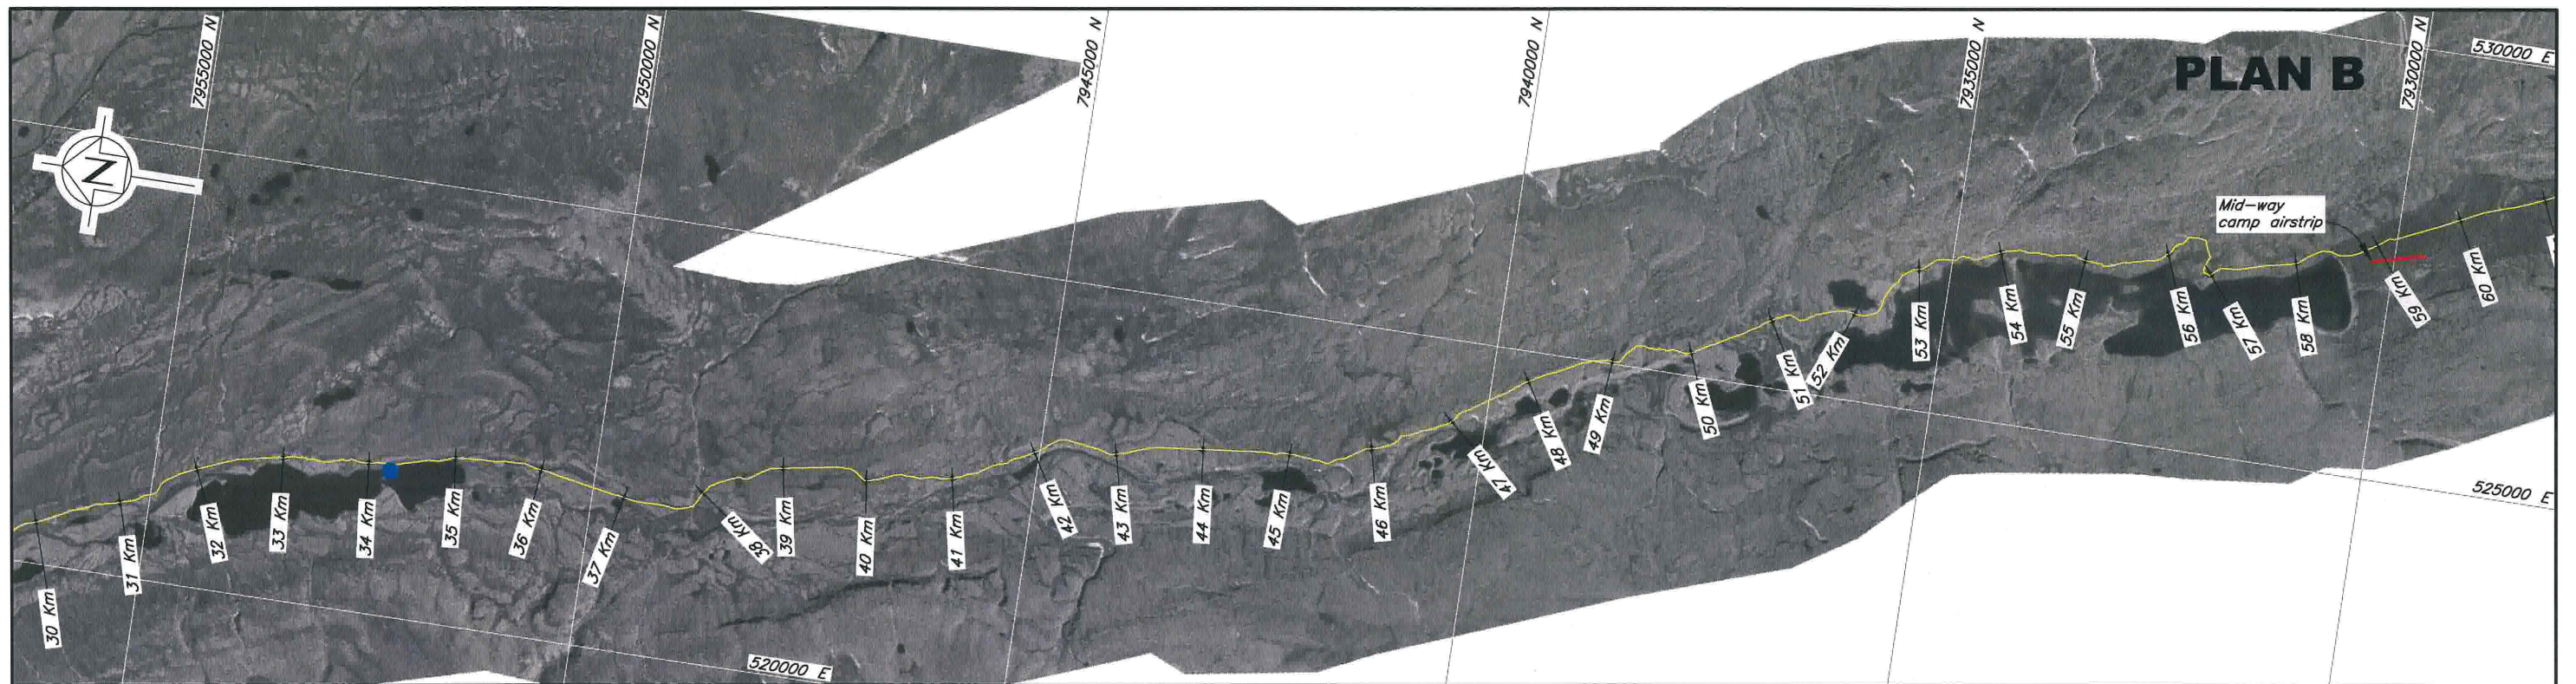 7955000 N
7950000 N
7945000 N
7940000 N
7935000 N
7930000 N
530000 E
PLAN B
N
Mid-way
camp airstrip
30 Km
31 Km
32 Km
33 Km
34 Km
35 Km
36 Km
37 Km
38 Km
39 Km
40 Km
41 Km
42 Km
43 Km
44 Km
45 Km
46 Km
47 Km
48 Km
49 Km
50 Km
51 Km
52 Km
53 Km
54 Km
55 Km
56 Km
57 Km
58 Km
59 Km
60 Km
525000 E
520000 E